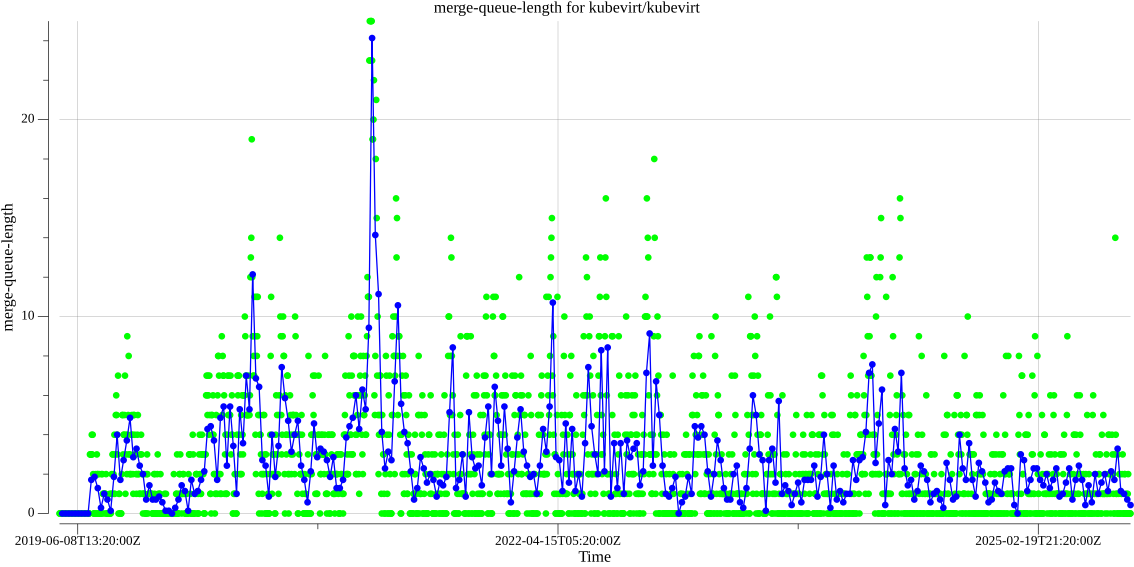 merge-queue-length for kubevirt/kubevirt
merge-queue-length
20
10
0
2019-06-08T13:20:00Z
2022-04-15T05:20:00Z
2025-02-19T21:20:00Z
Time